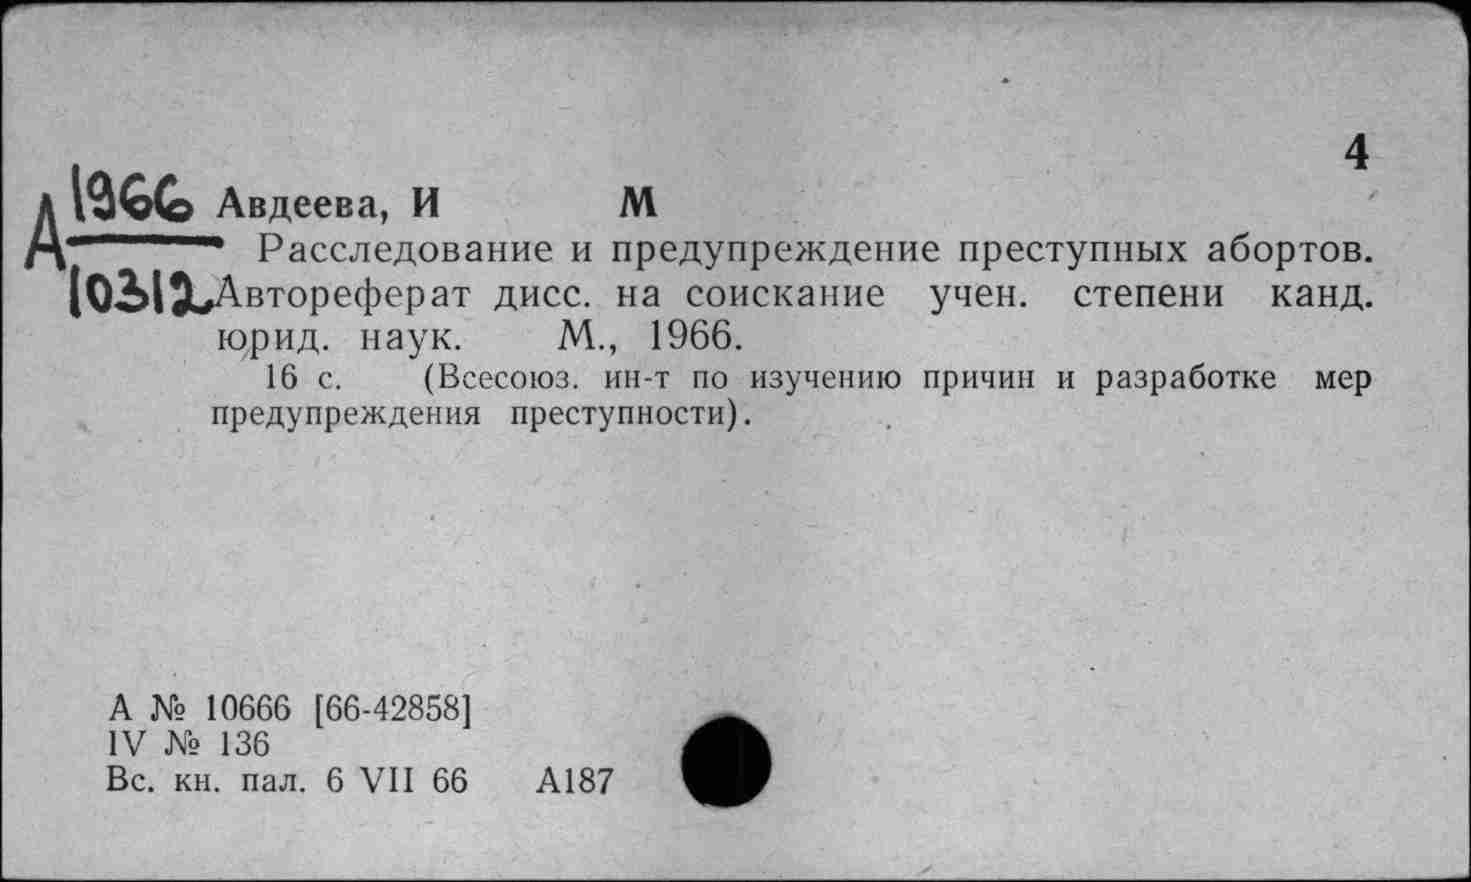 4
А 1966
10312
Авдеева, И М
Расследование и предупреждение преступных абортов.
Автореферат дисс. на соискание учен. степени канд.
юрид. наук. М., 1966.
16 с. (Всесоюз. ин-т по изучению причин и разработке мер
предупреждения преступности).
А № 10666 [66-42858]
IV № 136
Вс. кн. пал. 6 VII 66 А187